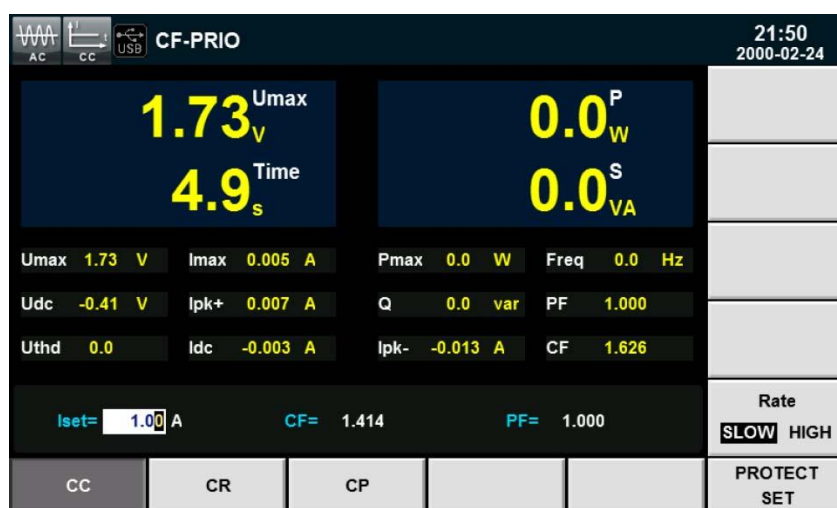 AC CC USB CF-PRIO 21:50
2000-02-24
1.73 V Umax 0.0 W P
4.9 s Time 0.0 VA S
Umax 1.73 V Imax 0.005 A Pmax 0.0 W Freq 0.0 Hz
Udc -0.41 V Ipk+ 0.007 A Q 0.0 var PF 1.000
Uthd 0.0 Idc -0.003 A Ipk- -0.013 A CF 1.626
Iset= 1.00 A CF= 1.414 PF= 1.000
Rate
SLOW HIGH
CC CR CP
PROTECT
SET